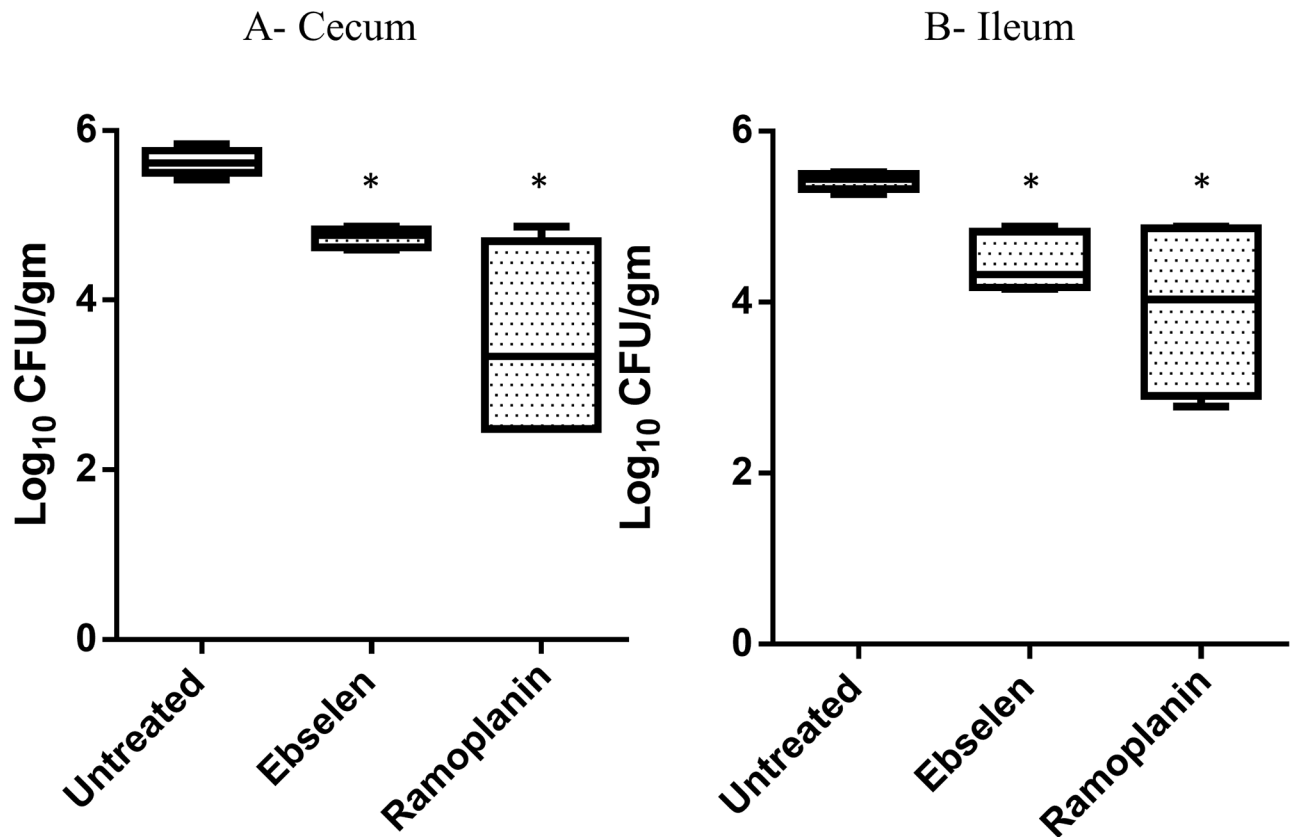 A- Cecum
Log₁₀ CFU/gm
6
4
2
0
*
*
Untreated
Ebselen
Ramoplanin
B- Ileum
Log₁₀ CFU/gm
6
4
2
0
*
*
Untreated
Ebselen
Ramoplanin